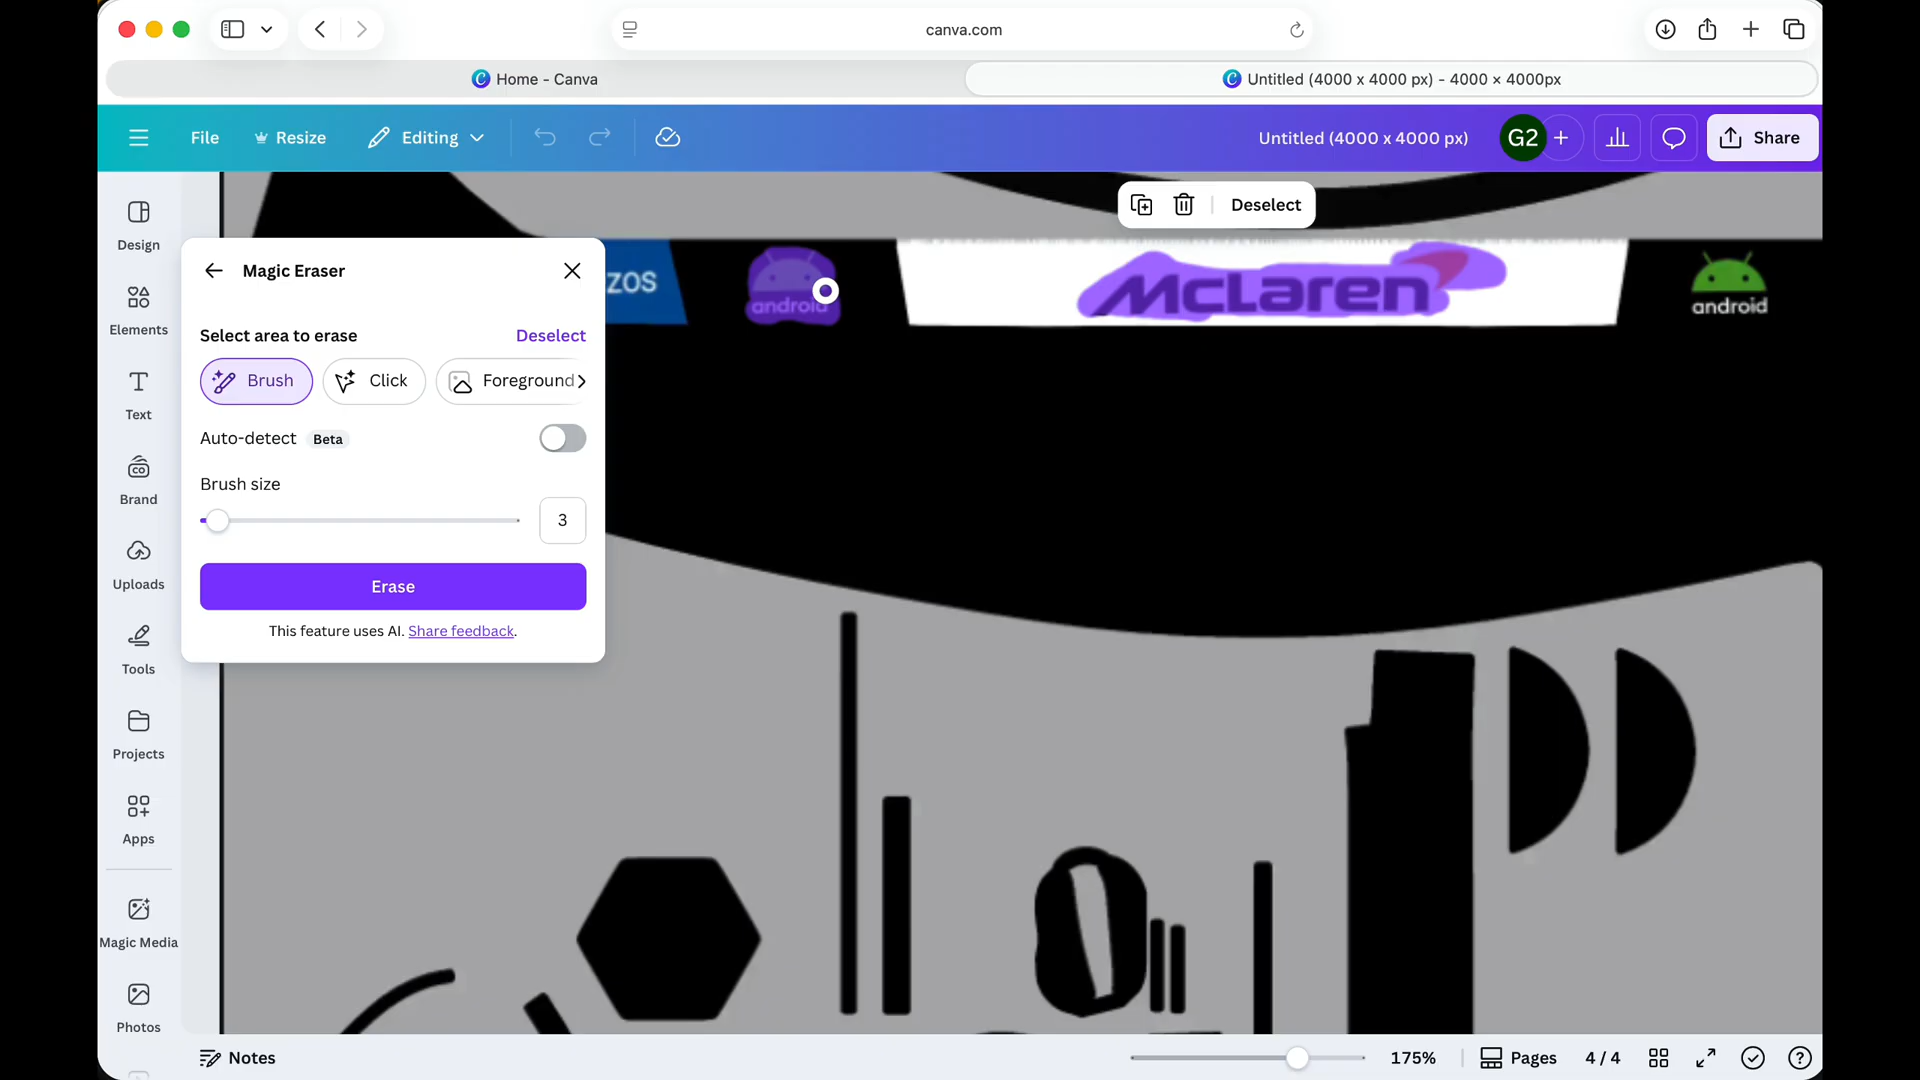 canva.com
Home - Canva
Untitled (4000 x 4000 px) - 4000 × 4000px
File
Resize
Editing
Untitled (4000 x 4000 px)
G2
Share
Deselect
Design
Elements
Text
Brand
Uploads
Tools
Projects
Apps
Magic Media
Photos
Magic Eraser
Select area to erase
Deselect
Brush
Click
Foreground
Auto-detect
Beta
Brush size
3
Erase
This feature uses AI. Share feedback.
ZOS
android
McLaren
android
Notes
175%
Pages
4 / 4